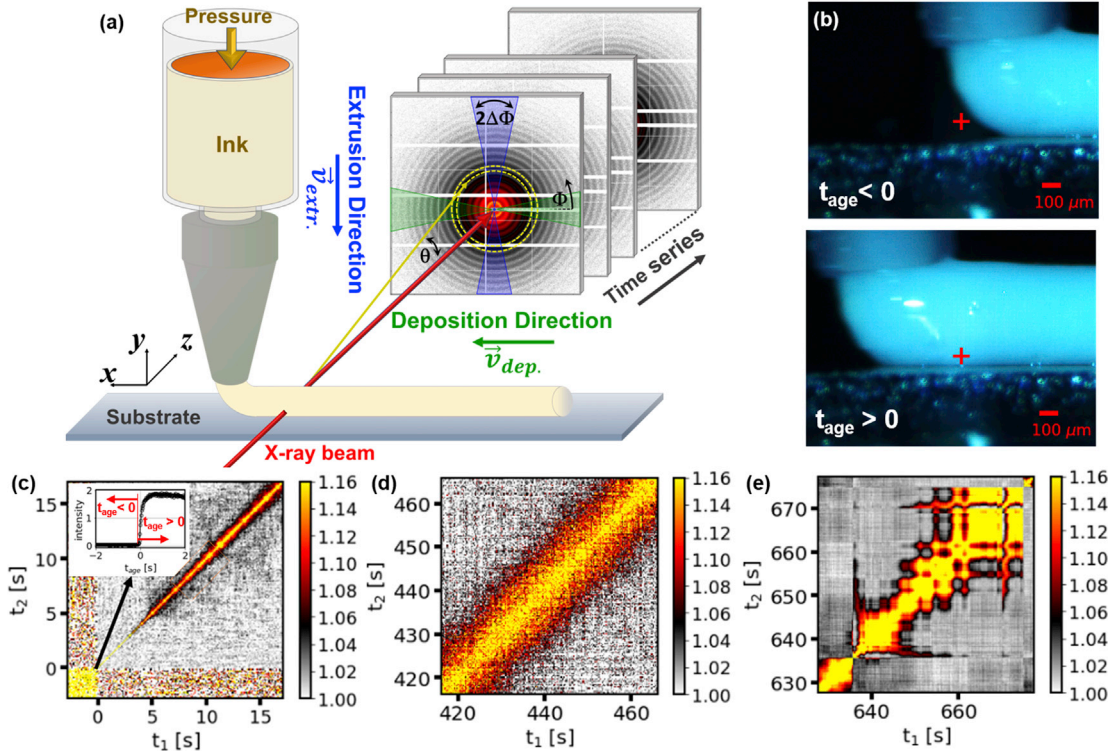 (a)
Pressure
Ink
Extrusion Direction
v⃗extr.
2ΔΦ
Φ
θ
Time series
Deposition Direction
v⃗dep.
y
z
x
Substrate
X-ray beam
(b)
tage < 0
100 μm
tage > 0
100 μm
(c)
15
10
5
0
t2 [s]
0 5 10 15
t1 [s]
2
1
0
intensity
−2 0 2
tage [s]
tage< 0
tage > 0
1.16
1.14
1.12
1.10
1.08
1.06
1.04
1.02
1.00
(d)
460
450
440
430
420
t2 [s]
420 440 460
t1 [s]
1.16
1.14
1.12
1.10
1.08
1.06
1.04
1.02
1.00
(e)
670
660
650
640
630
t2 [s]
640 660
t1 [s]
1.16
1.14
1.12
1.10
1.08
1.06
1.04
1.02
1.00